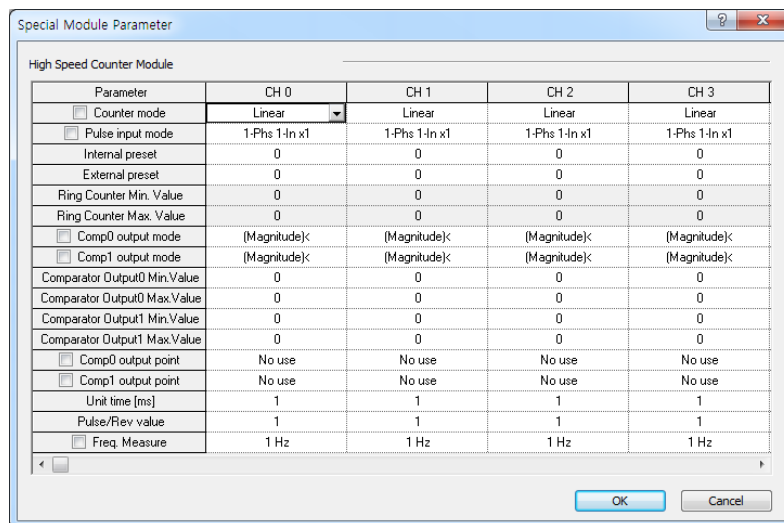 Special Module Parameter
High Speed Counter Module
Parameter CH 0 CH 1 CH 2 CH 3
Counter mode Linear Linear Linear Linear
Pulse input mode 1-Phs 1-In x1 1-Phs 1-In x1 1-Phs 1-In x1 1-Phs 1-In x1
Internal preset 0 0 0 0
External preset 0 0 0 0
Ring Counter Min. Value 0 0 0 0
Ring Counter Max. Value 0 0 0 0
Comp0 output mode (Magnitude)< (Magnitude)< (Magnitude)< (Magnitude)<
Comp1 output mode (Magnitude)< (Magnitude)< (Magnitude)< (Magnitude)<
Comparator Output0 Min.Value 0 0 0 0
Comparator Output0 Max.Value 0 0 0 0
Comparator Output1 Min.Value 0 0 0 0
Comparator Output1 Max.Value 0 0 0 0
Comp0 output point No use No use No use No use
Comp1 output point No use No use No use No use
Unit time [ms] 1 1 1 1
Pulse/Rev value 1 1 1 1
Freq. Measure 1 Hz 1 Hz 1 Hz 1 Hz
OK Cancel